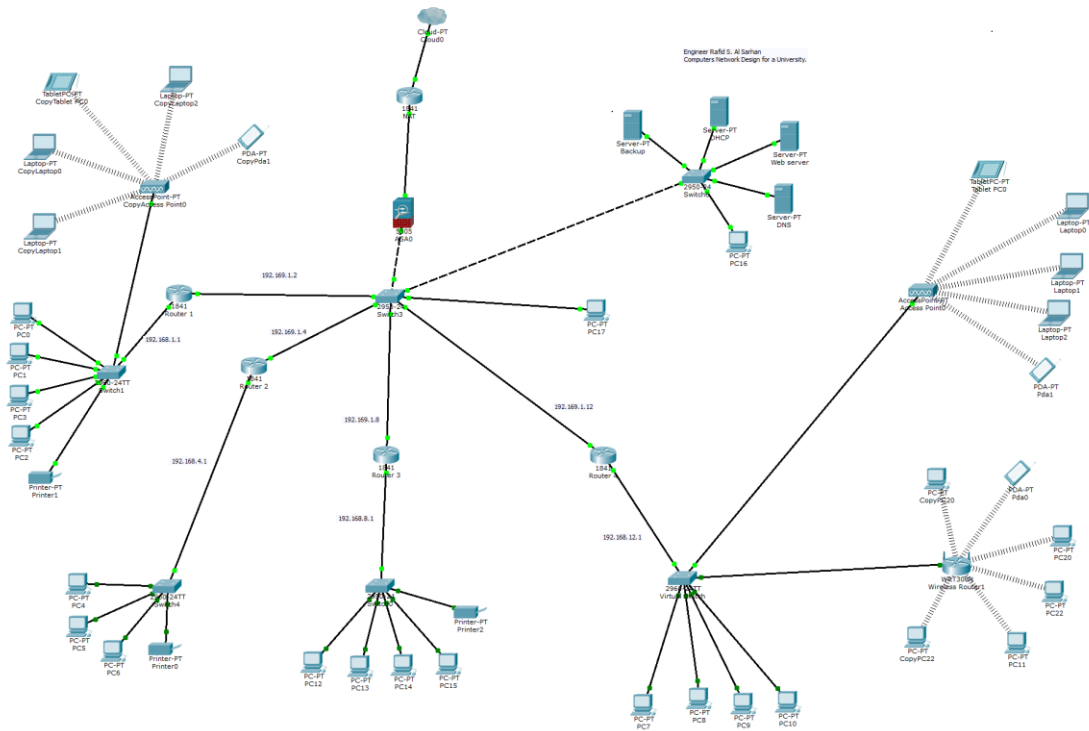 Cloud-PT
Cloud0
Engineer Rafid S. Al Sarhan
Computers Network Design for a University.
TabletPC-PT
CopyTablet PC0
Laptop-PT
CopyLaptop2
1841
NAT
Server-PT
Backup
Server-PT
DHCP
Server-PT
Web server
PDA-PT
CopyPda1
Laptop-PT
CopyLaptop0
AccessPoint-PT
CopyAccess Point0
TabletPC-PT
Tablet PC0
2950-24
Server-PT
DNS
Laptop-PT
CopyLaptop1
5505
ASA0
PC-PT
PC16
Laptop-PT
Laptop0
192.169.1.2
Laptop-PT
Laptop1
1841
Router 1
2950-24
Switch3
AccessPoint-PT
Access Point0
PC-PT
PC17
Laptop-PT
Laptop2
PC-PT
PC0
192.168.1.1
192.169.1.4
PC-PT
PC1
1841
Router 2
PDA-PT
Pda1
2950-24TT
Switch1
PC-PT
PC3
PC-PT
PC2
192.169.1.8
192.169.1.12
192.168.4.1
1841
Router 3
1841
Router 4
Printer-PT
Printer1
PC-PT
CopyPC20
PDA-PT
Pda0
192.168.8.1
192.168.12.1
PC-PT
PC20
WRT300N
Wireless Router1
PC-PT
PC4
2950-24TT
Switch4
Printer-PT
Printer2
PC-PT
PC22
PC-PT
PC5
PC-PT
PC6
Printer-PT
Printer0
PC-PT
CopyPC22
PC-PT
PC11
PC-PT
PC12
PC-PT
PC13
PC-PT
PC14
PC-PT
PC15
PC-PT
PC7
PC-PT
PC8
PC-PT
PC9
PC-PT
PC10